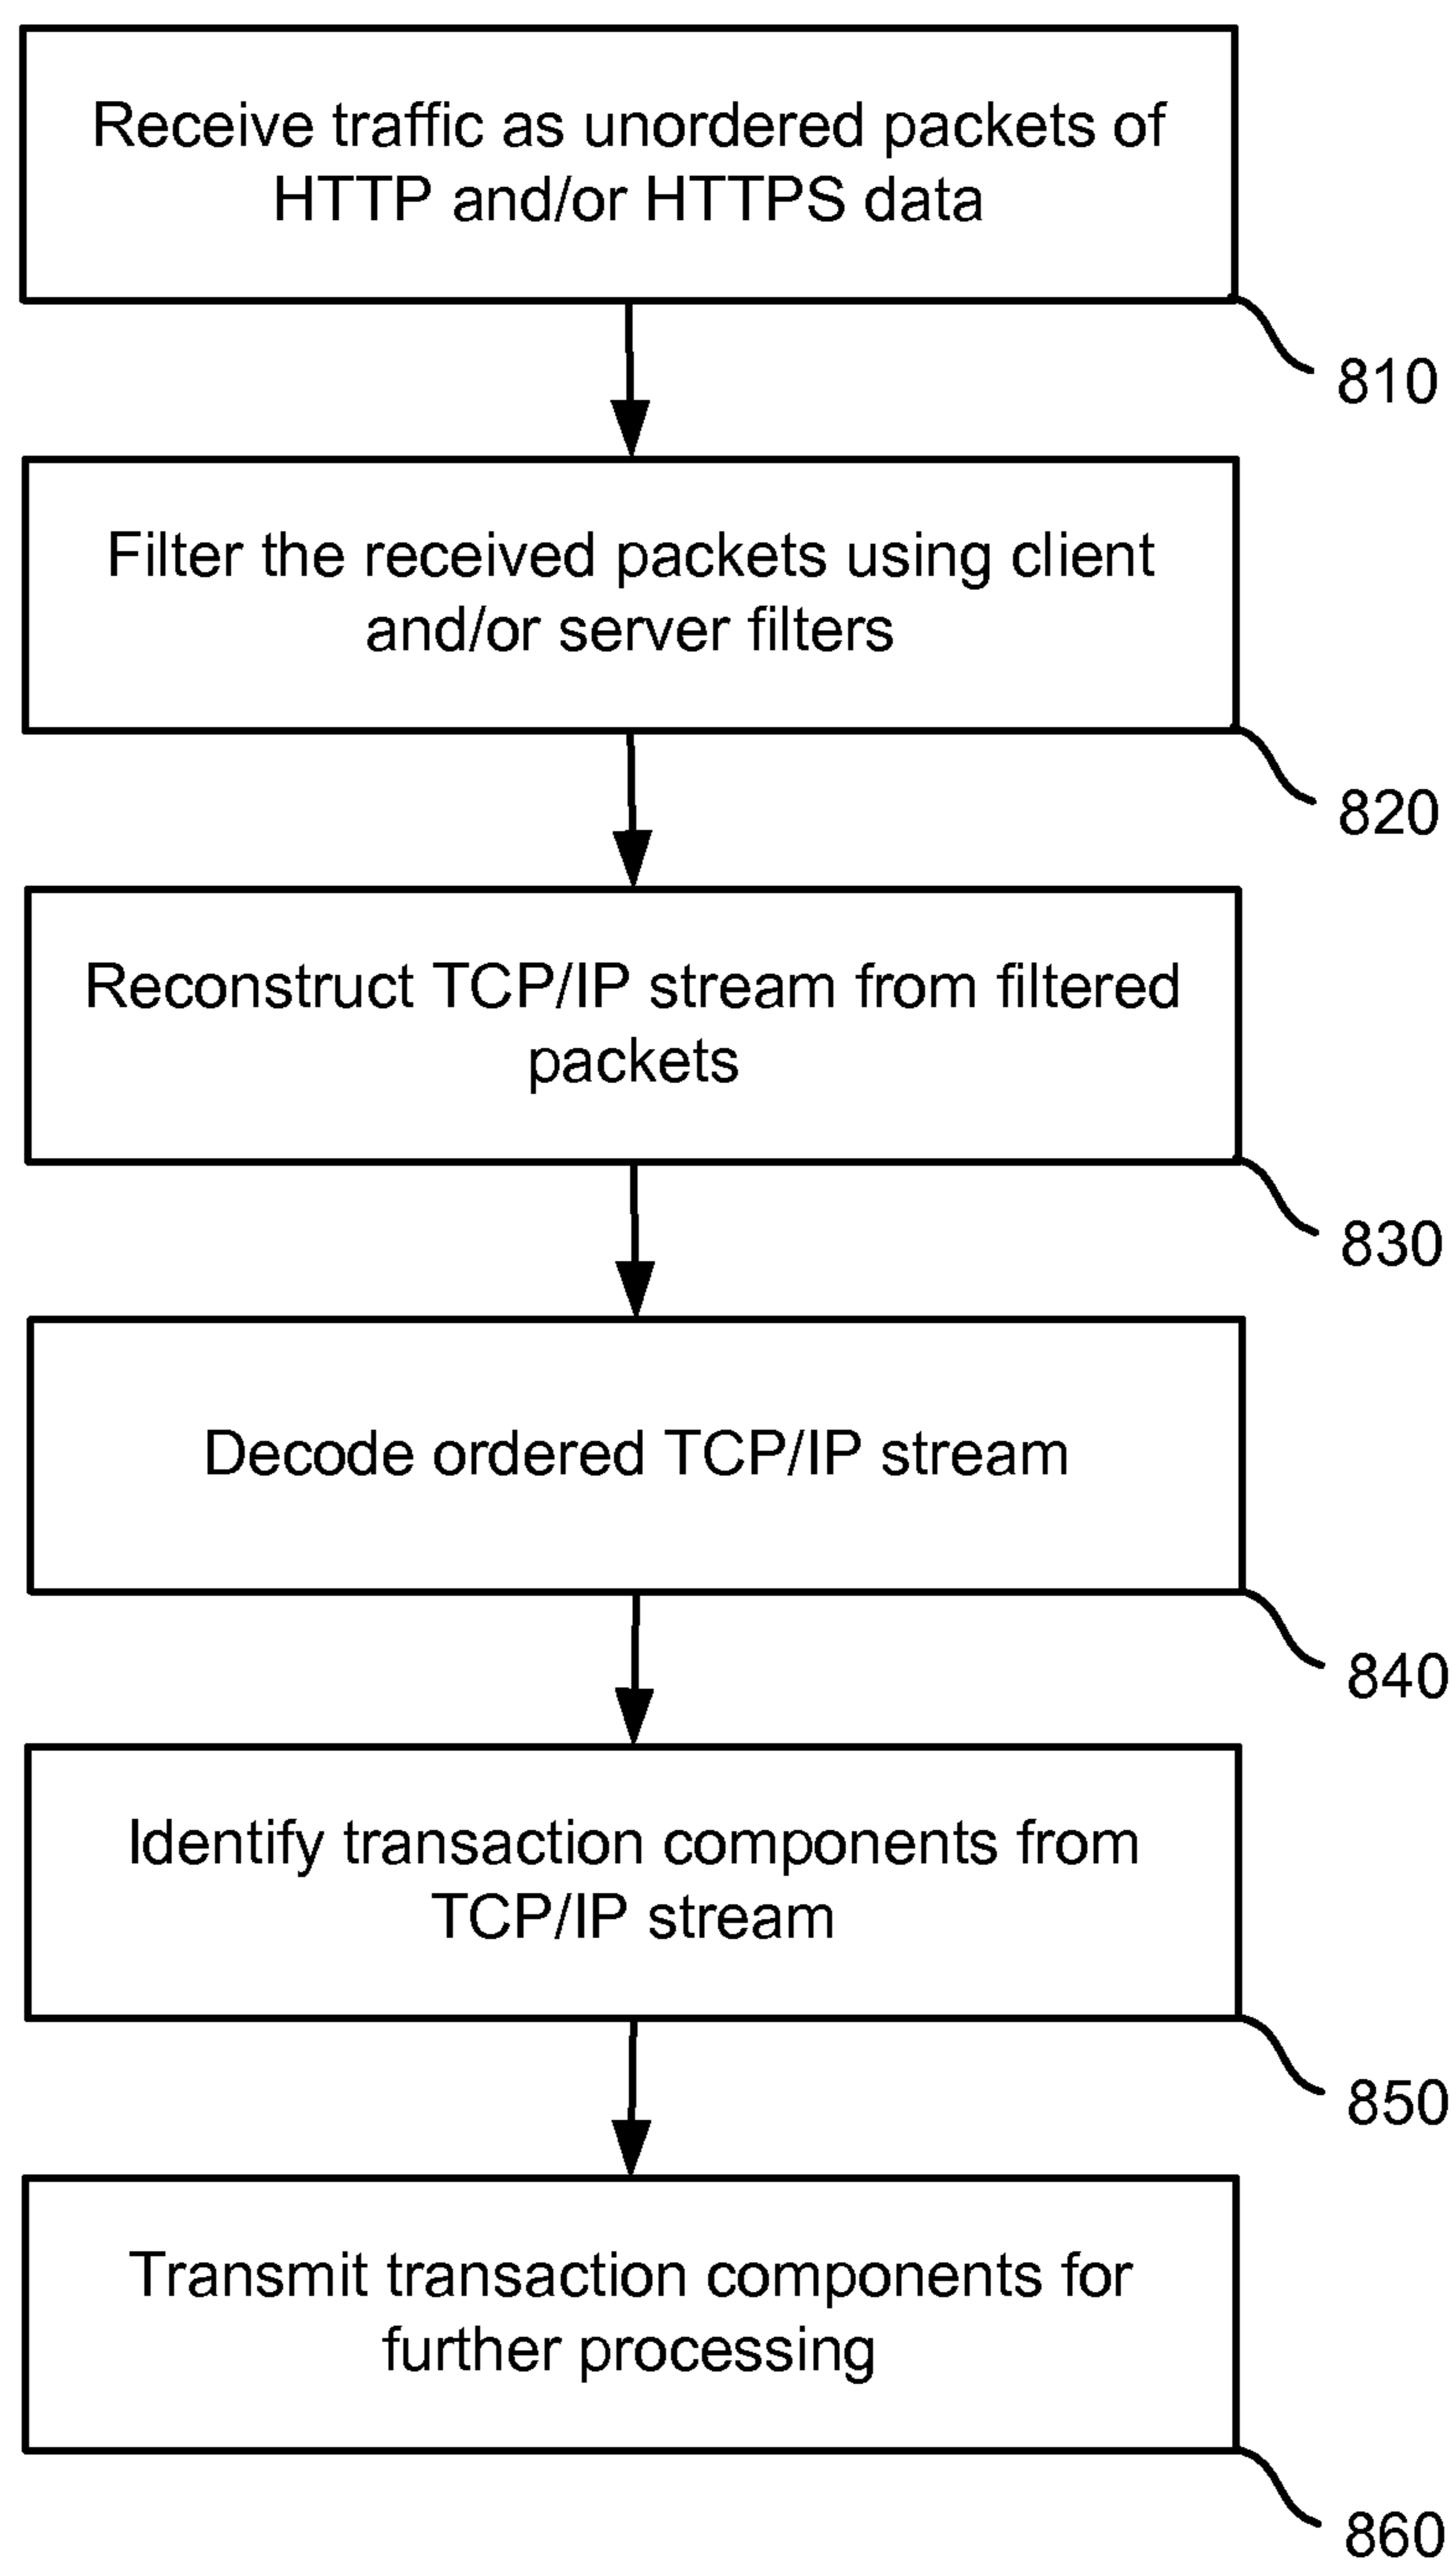 Receive traffic as unordered packets of
HTTP and/or HTTPS data
810
Filter the received packets using client
and/or server filters
820
Reconstruct TCP/IP stream from filtered
packets
830
Decode ordered TCP/IP stream
840
Identify transaction components from
TCP/IP stream
850
Transmit transaction components for
further processing
860